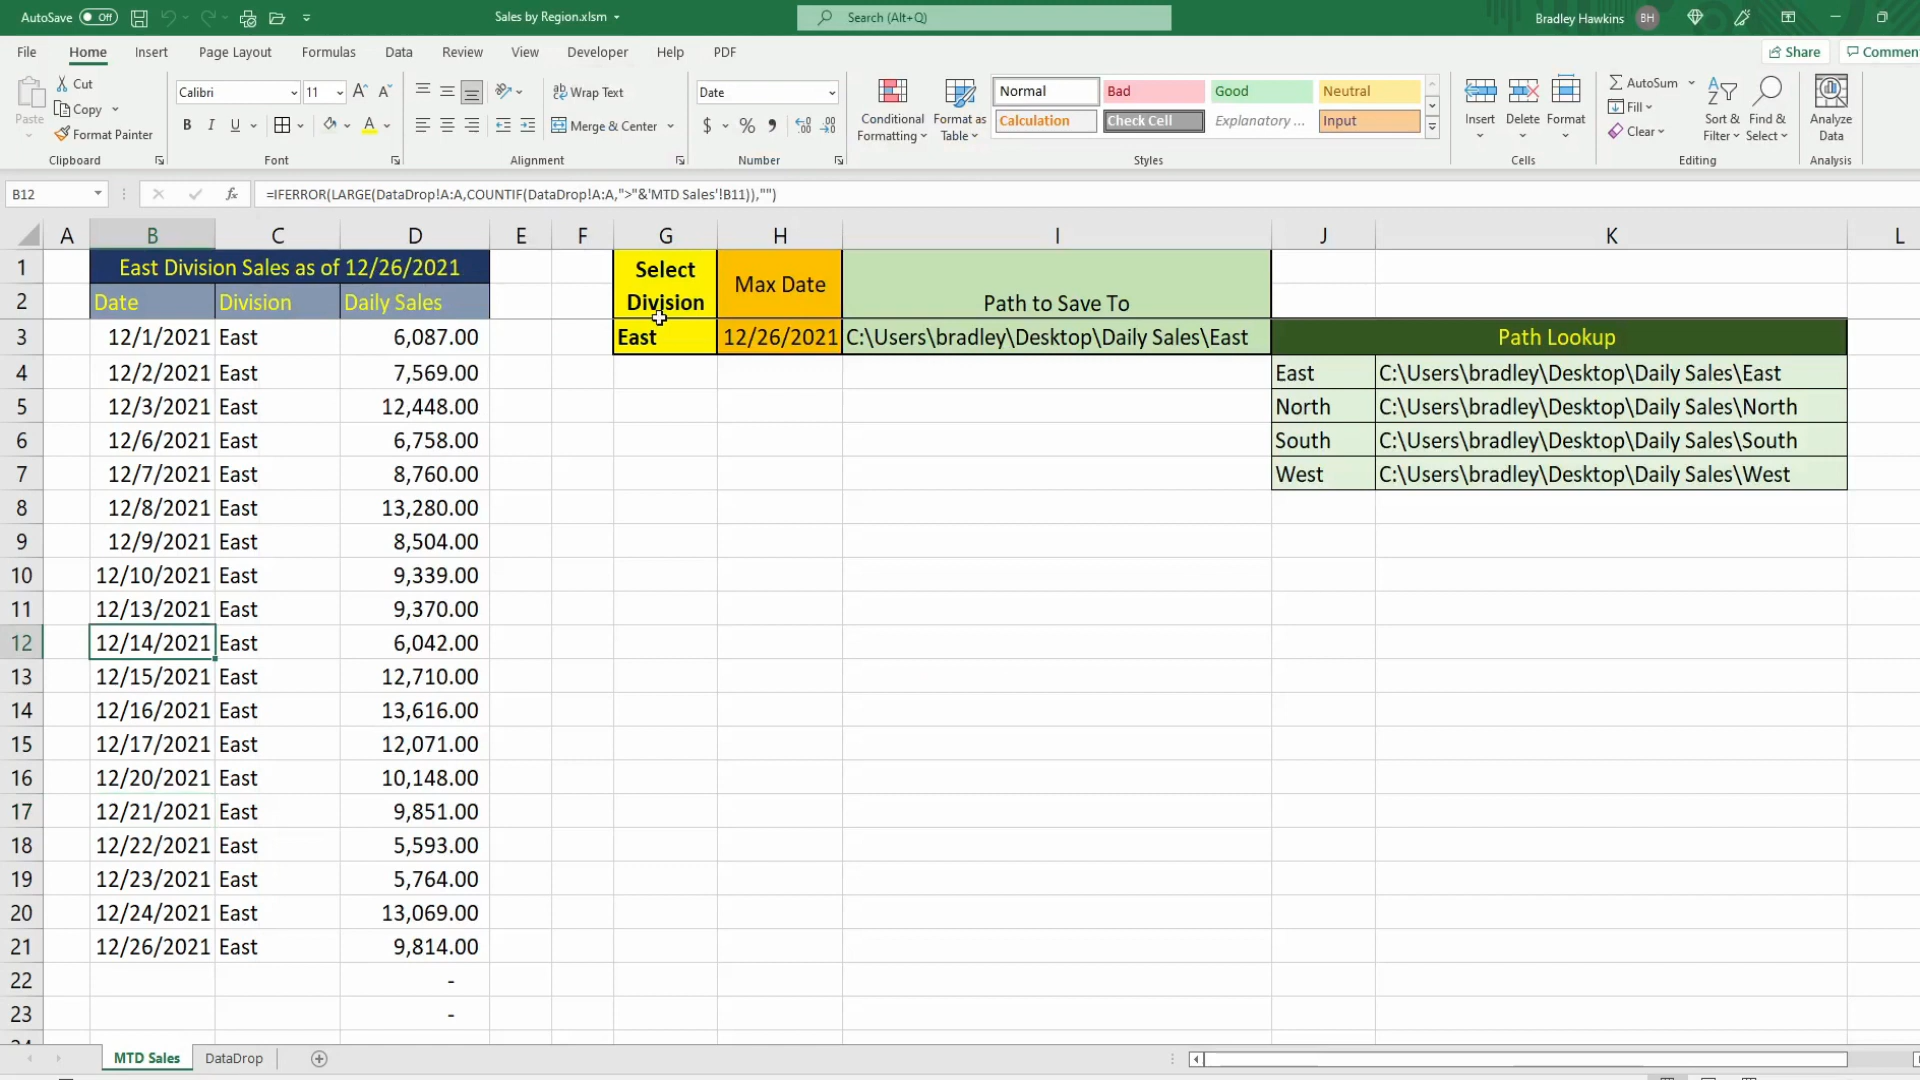 AutoSave Off Sales by Region.xlsm Search (Alt+Q) Bradley Hawkins BH
File Home Insert Page Layout Formulas Data Review View Developer Help PDF Share Comment
Paste Cut Copy Format Painter Clipboard
Calibri 11 B I U Font
Wrap Text Merge & Center Alignment
Date $ % Number
Conditional Formatting Format as Table Normal Bad Good Neutral Calculation Check Cell Explanatory ... Input Styles
Insert Delete Format Cells
AutoSum Fill Clear Sort & Filter Find & Select Editing
Analyze Data Analysis
B12 fx =IFERROR(LARGE(DataDrop!A:A,COUNTIF(DataDrop!A:A,">"&'MTD Sales'!B11)),"")
A B C D E F G H I J K L
1 East Division Sales as of 12/26/2021 Select Division Max Date Path to Save To
2 Date Division Daily Sales
3 12/1/2021 East 6,087.00 East 12/26/2021 C:\Users\bradley\Desktop\Daily Sales\East Path Lookup
4 12/2/2021 East 7,569.00 East C:\Users\bradley\Desktop\Daily Sales\East
5 12/3/2021 East 12,448.00 North C:\Users\bradley\Desktop\Daily Sales\North
6 12/6/2021 East 6,758.00 South C:\Users\bradley\Desktop\Daily Sales\South
7 12/7/2021 East 8,760.00 West C:\Users\bradley\Desktop\Daily Sales\West
8 12/8/2021 East 13,280.00
9 12/9/2021 East 8,504.00
10 12/10/2021 East 9,339.00
11 12/13/2021 East 9,370.00
12 12/14/2021 East 6,042.00
13 12/15/2021 East 12,710.00
14 12/16/2021 East 13,616.00
15 12/17/2021 East 12,071.00
16 12/20/2021 East 10,148.00
17 12/21/2021 East 9,851.00
18 12/22/2021 East 5,593.00
19 12/23/2021 East 5,764.00
20 12/24/2021 East 13,069.00
21 12/26/2021 East 9,814.00
22 -
23 -
MTD Sales DataDrop